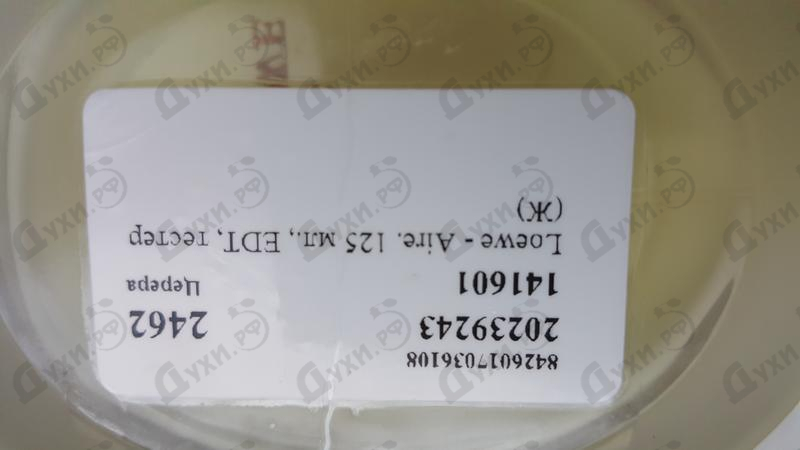 8426017036108
20239243 2462
141601 Церера
Loewe - Aire. 125 мл., EDT, тестер
(Ж)
Духи.рф